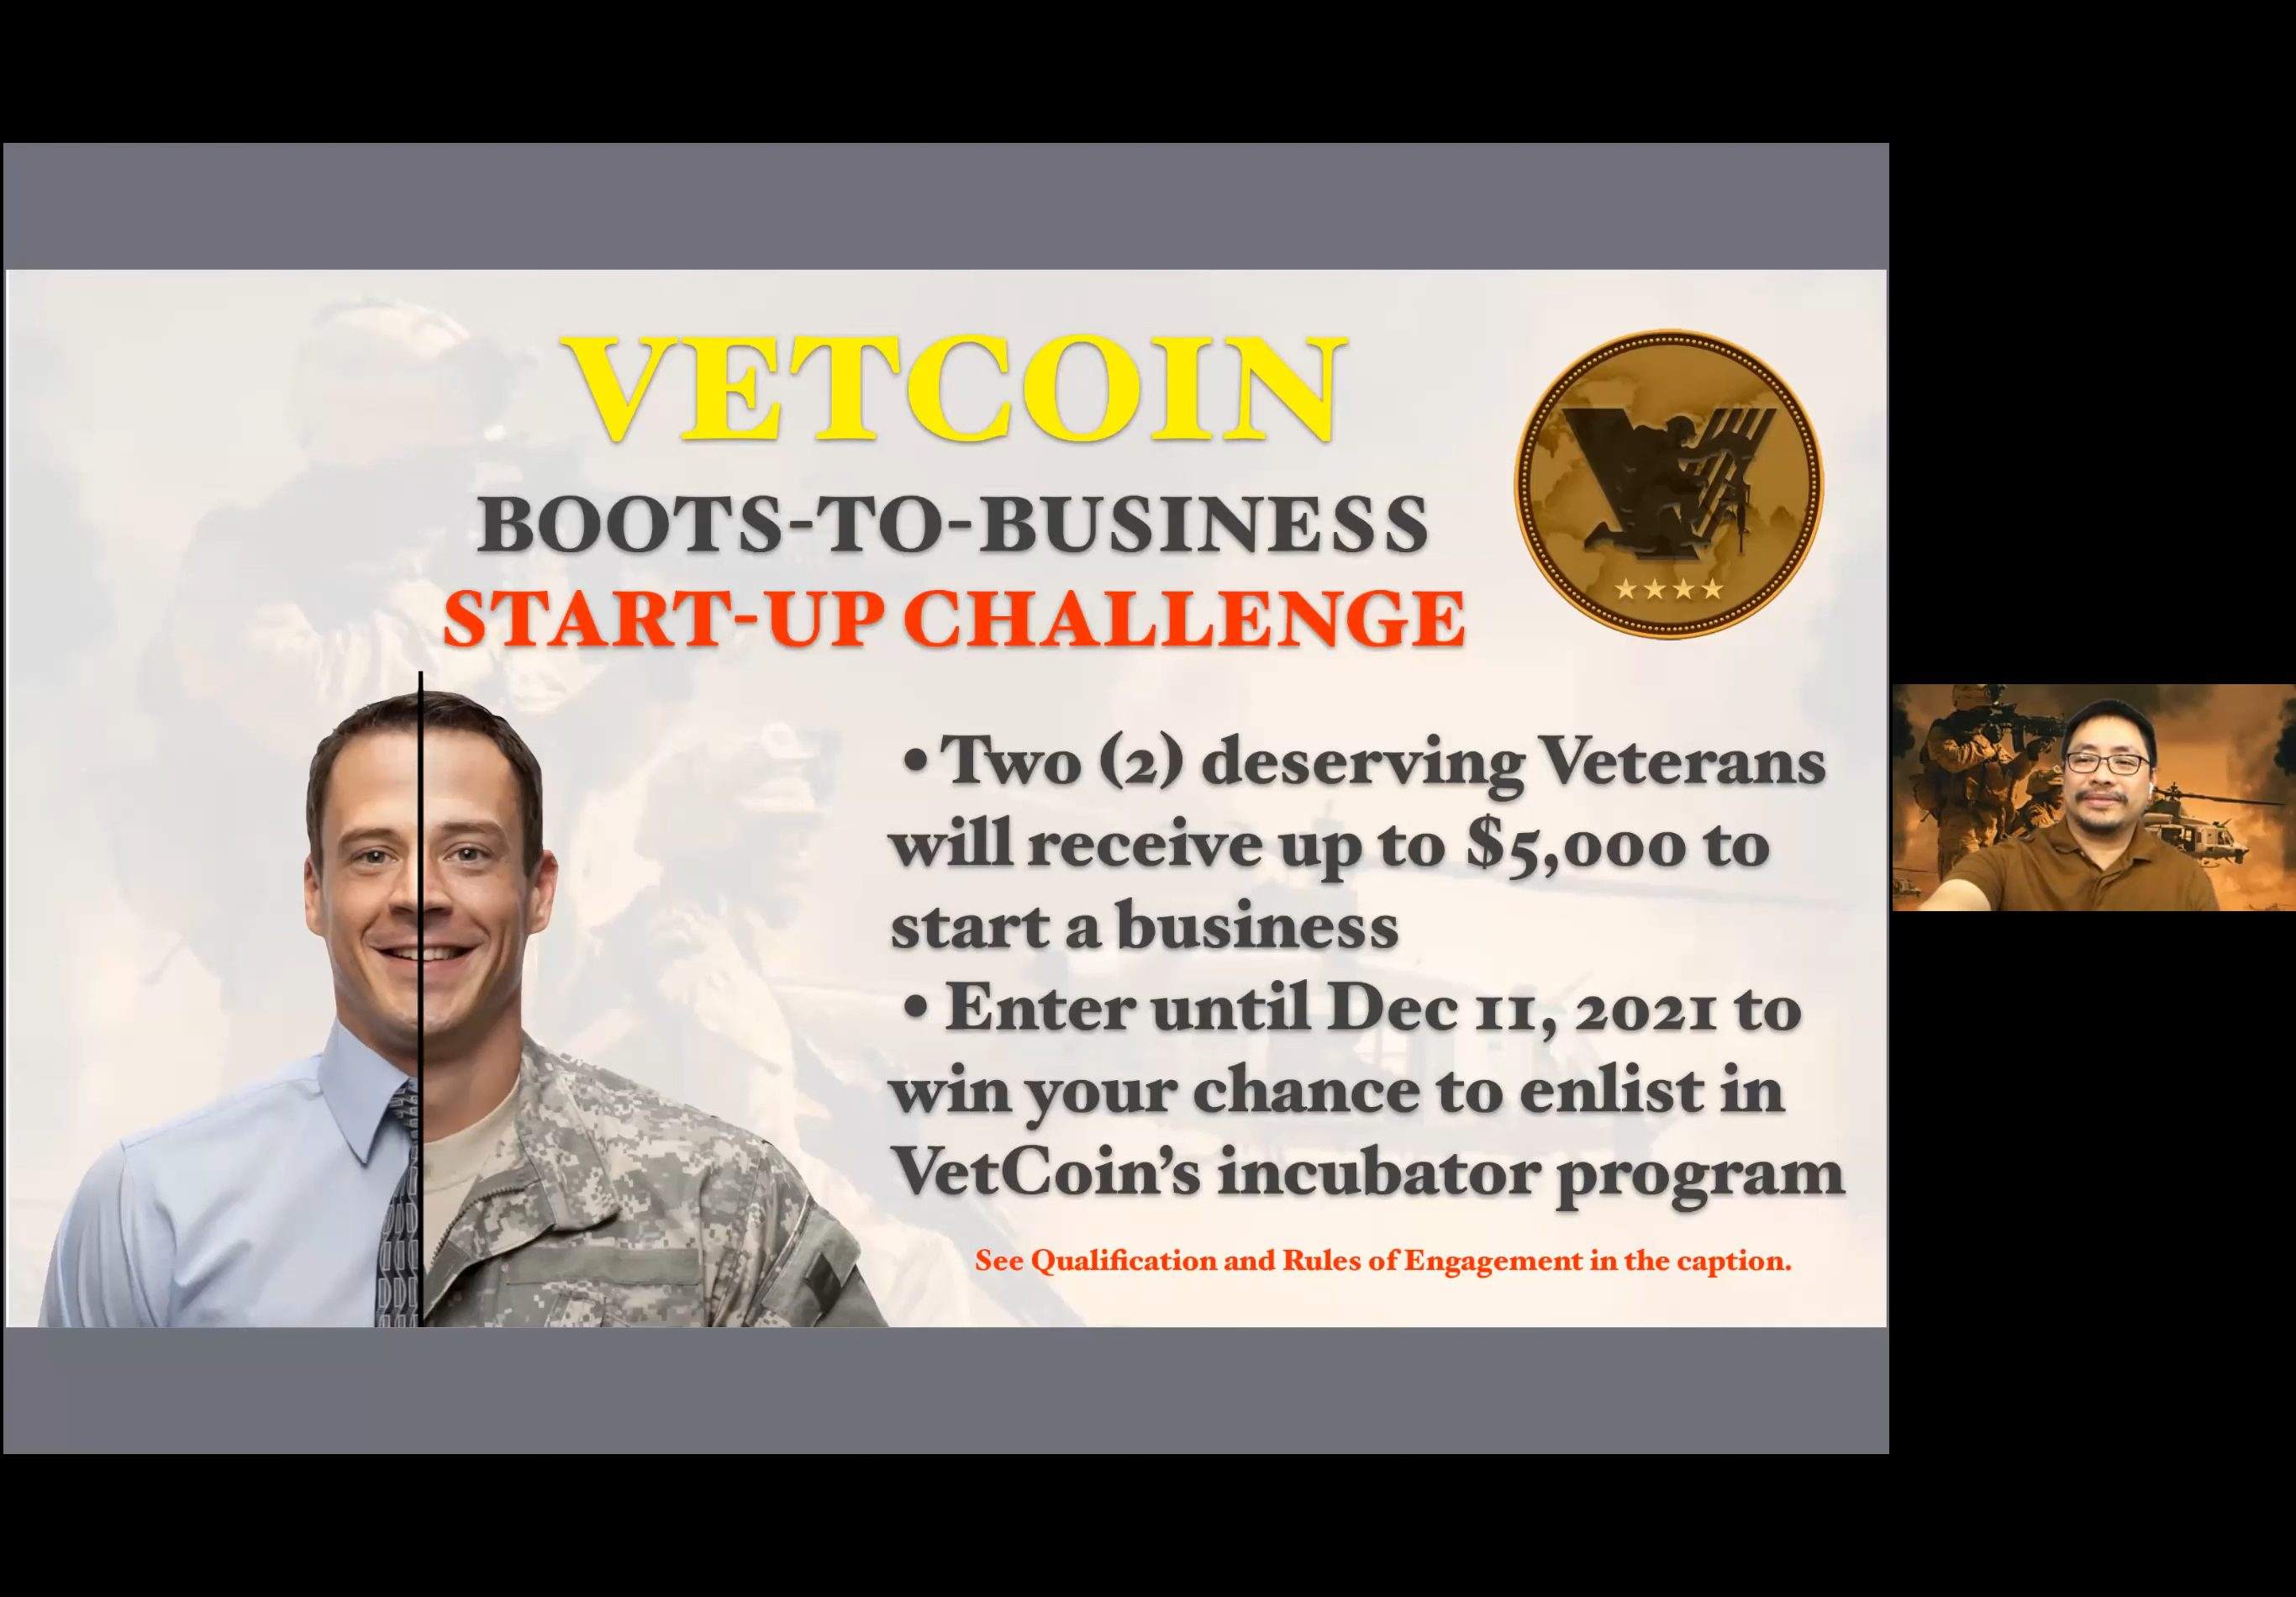 VETCOIN
BOOTS-TO-BUSINESS
START-UP CHALLENGE
• Two (2) deserving Veterans
will receive up to $5,000 to
start a business
• Enter until Dec 11, 2021 to
win your chance to enlist in
VetCoin’s incubator program
See Qualification and Rules of Engagement in the caption.